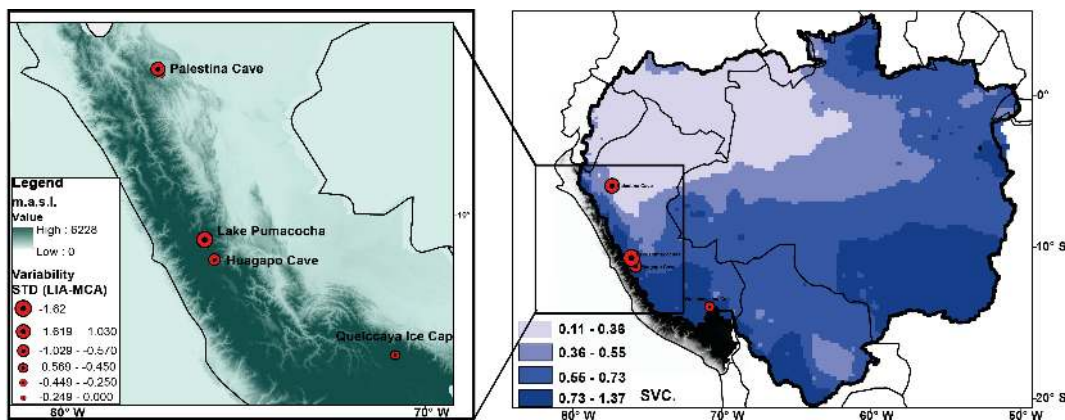 Palestina Cave
Lake Pumacocha
Huagapo Cave
Quelccaya Ice Cap
Legend
m.a.s.l.
Value
High : 6228
Low : 0
Variability
STD (LIA-MCA)
-1.62
1.619 1.030
-1.029 - -0.570
0.569 -0.450
-0.449 - -0.250
-0.249 - 0.000
10°
80° W
70° W
0°
10° S
20° S
0.11 - 0.36
0.36 - 0.55
0.55 - 0.73
0.73 - 1.37
SVC.
80° W
70° W
60° W
50° W